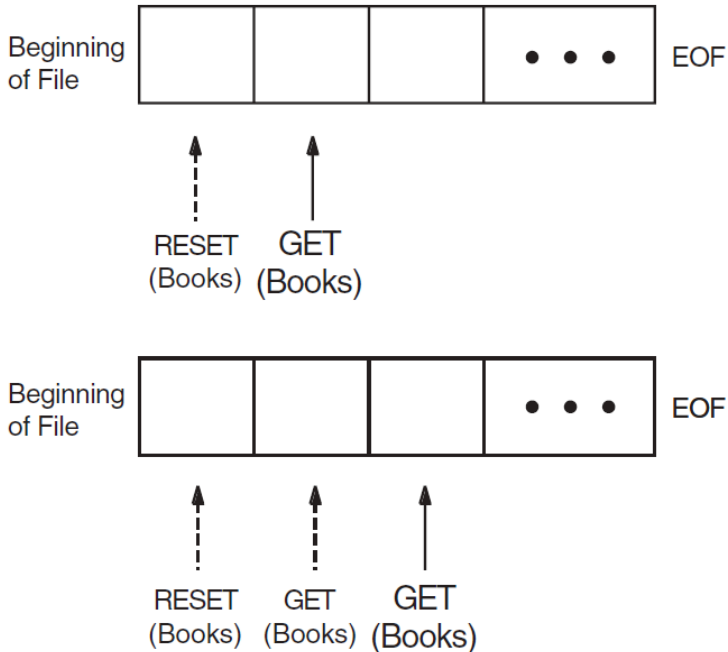 Beginning
of File
EOF
RESET
(Books)
GET
(Books)
Beginning
of File
EOF
RESET
(Books)
GET
(Books)
GET
(Books)